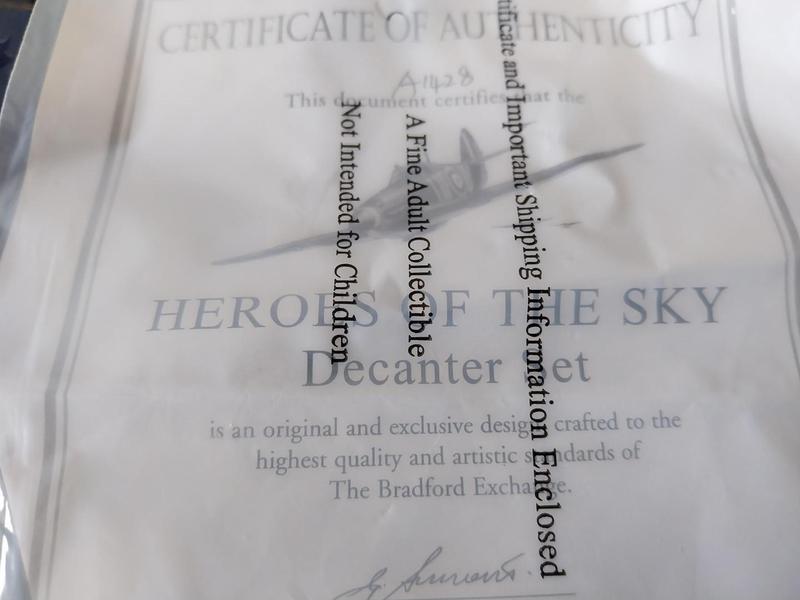 CERTIFICATE OF AUTHENTICITY
A1428
This document certifies that the
HEROES OF THE SKY
Decanter Set
is an original and exclusive design crafted to the
highest quality and artistic standards of
The Bradford Exchange.
tificate and Important Shipping Information Enclosed
A Fine Adult Collectible
Not Intended for Children